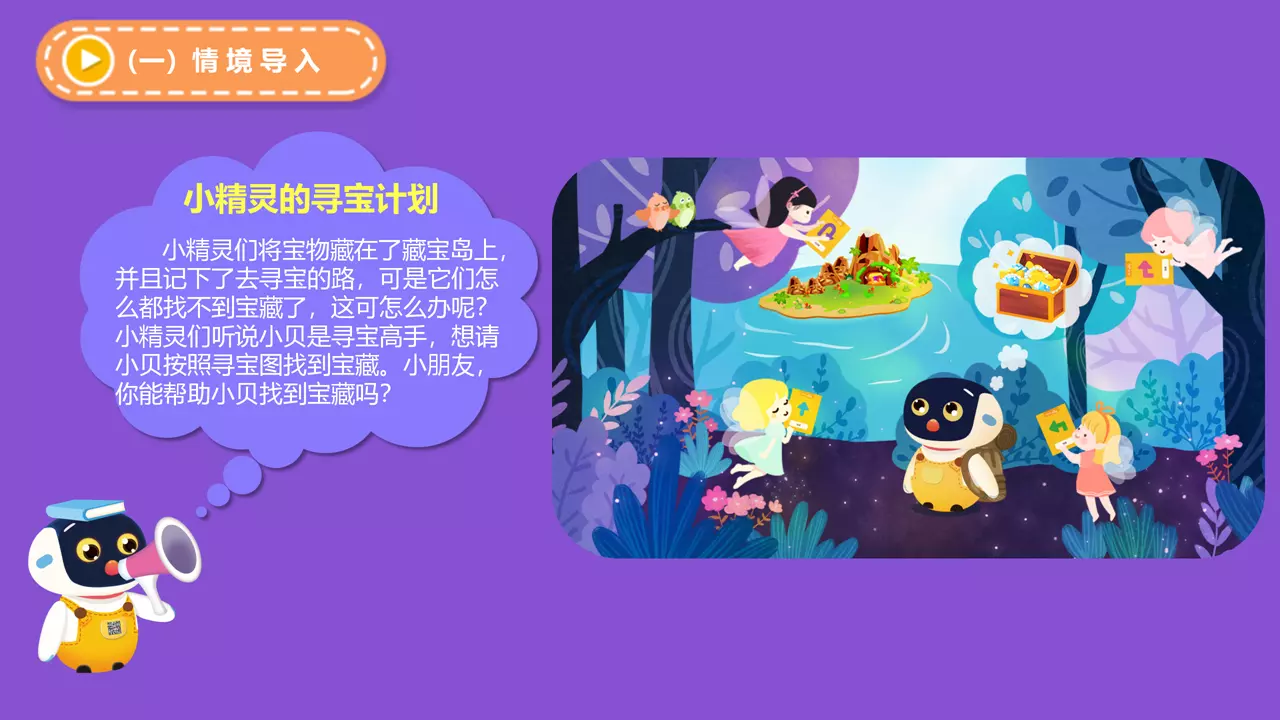 (一) 情境导入
小精灵的寻宝计划
小精灵们将宝物藏在了藏宝岛上，
并且记下了去寻宝的路，可是它们怎
么都找不到宝藏了，这可怎么办呢？
小精灵们听说小贝是寻宝高手，想请
小贝按照寻宝图找到宝藏。小朋友，
你能帮助小贝找到宝藏吗？